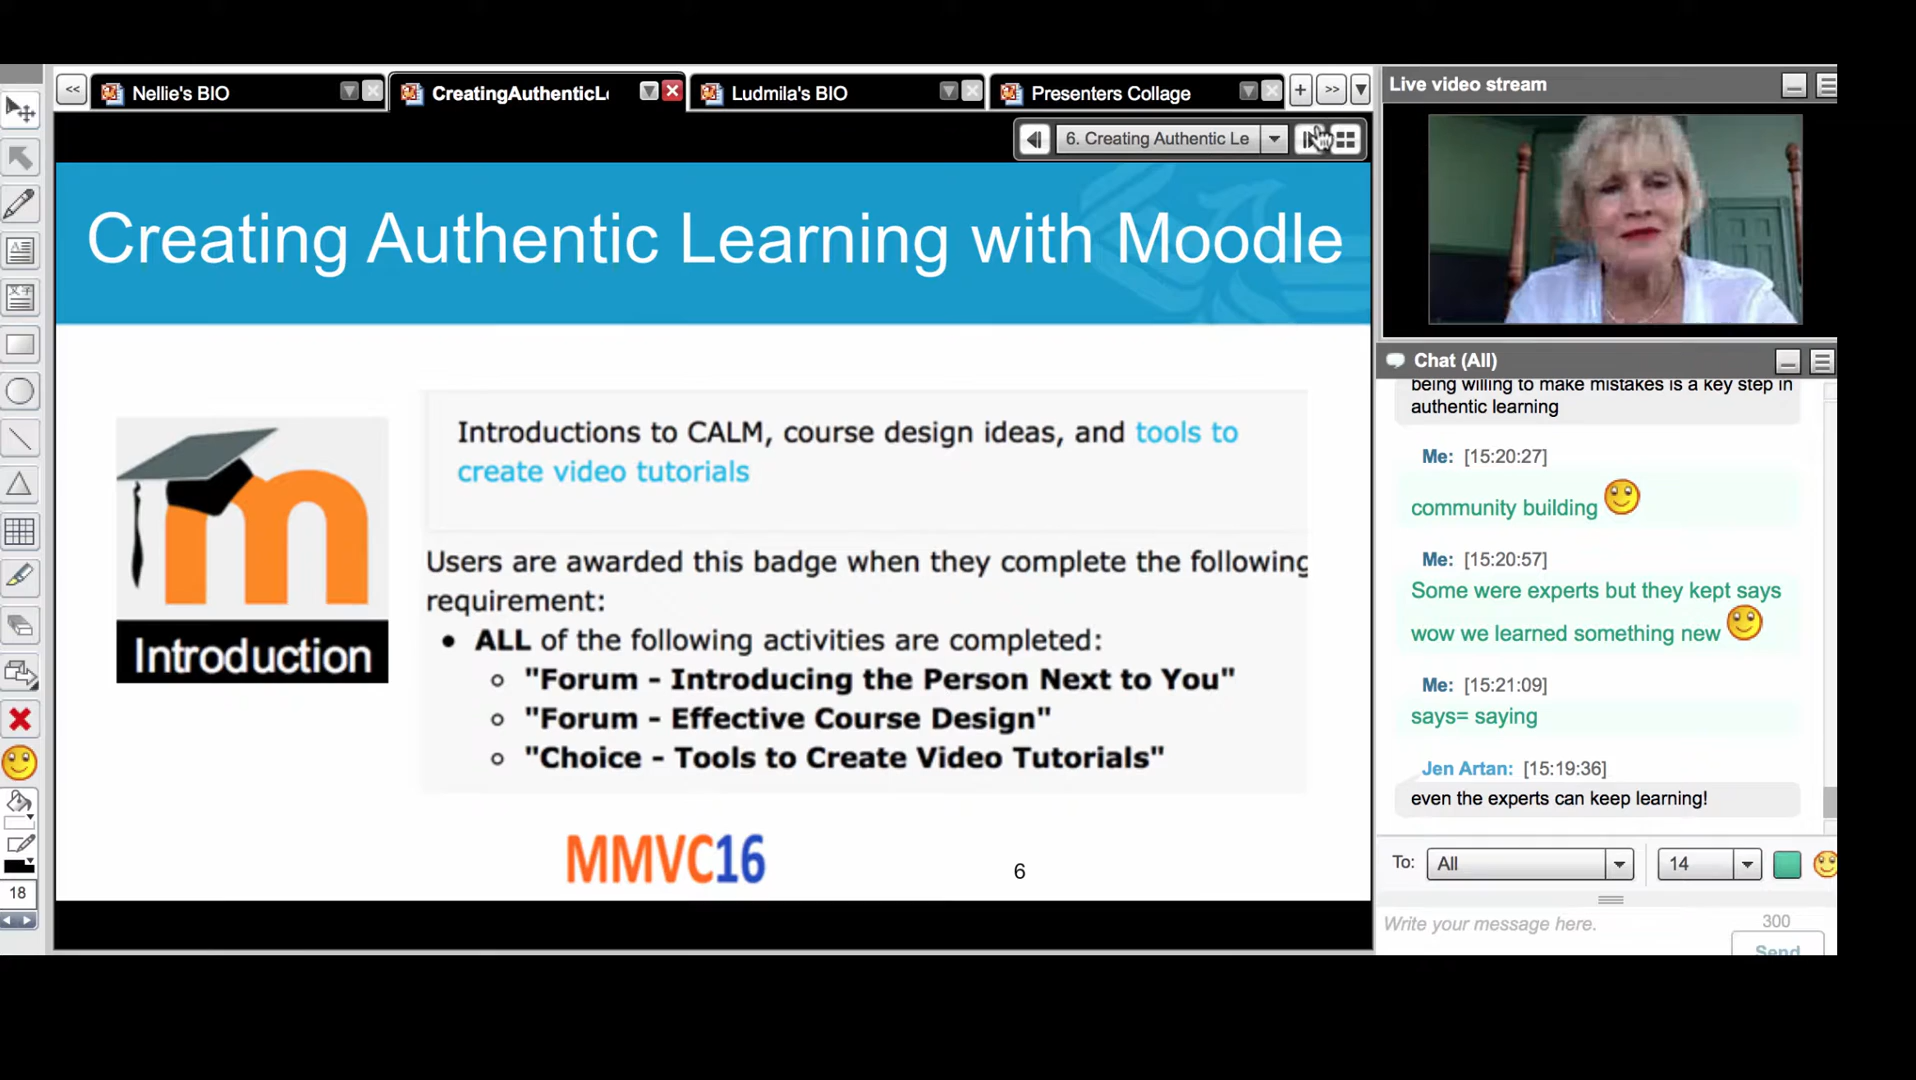 <<
Nellie's BIO
CreatingAuthenticLe
Ludmila's BIO
Presenters Collage
+
>>
6. Creating Authentic Le
Creating Authentic Learning with Moodle
m
Introduction
Introductions to CALM, course design ideas, and tools to
create video tutorials
Users are awarded this badge when they complete the following
requirement:
• ALL of the following activities are completed:
"Forum - Introducing the Person Next to You"
"Forum - Effective Course Design"
"Choice - Tools to Create Video Tutorials"
MMVC16
6
18
Live video stream
Chat (All)
being willing to make mistakes is a key step in
authentic learning
Me: [15:20:27]
community building
Me: [15:20:57]
Some were experts but they kept says
wow we learned something new
Me: [15:21:09]
says= saying
Jen Artan: [15:19:36]
even the experts can keep learning!
To: All
14
Write your message here.
300
Send